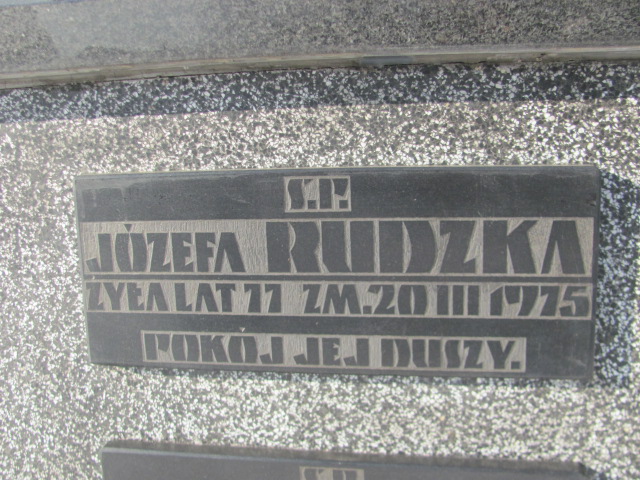 Ś.P.
JÓZEFA RUDZKA
ŻYŁA LAT 77 ZM. 20 III 1975
POKÓJ JEJ DUSZY.
Ś.P.